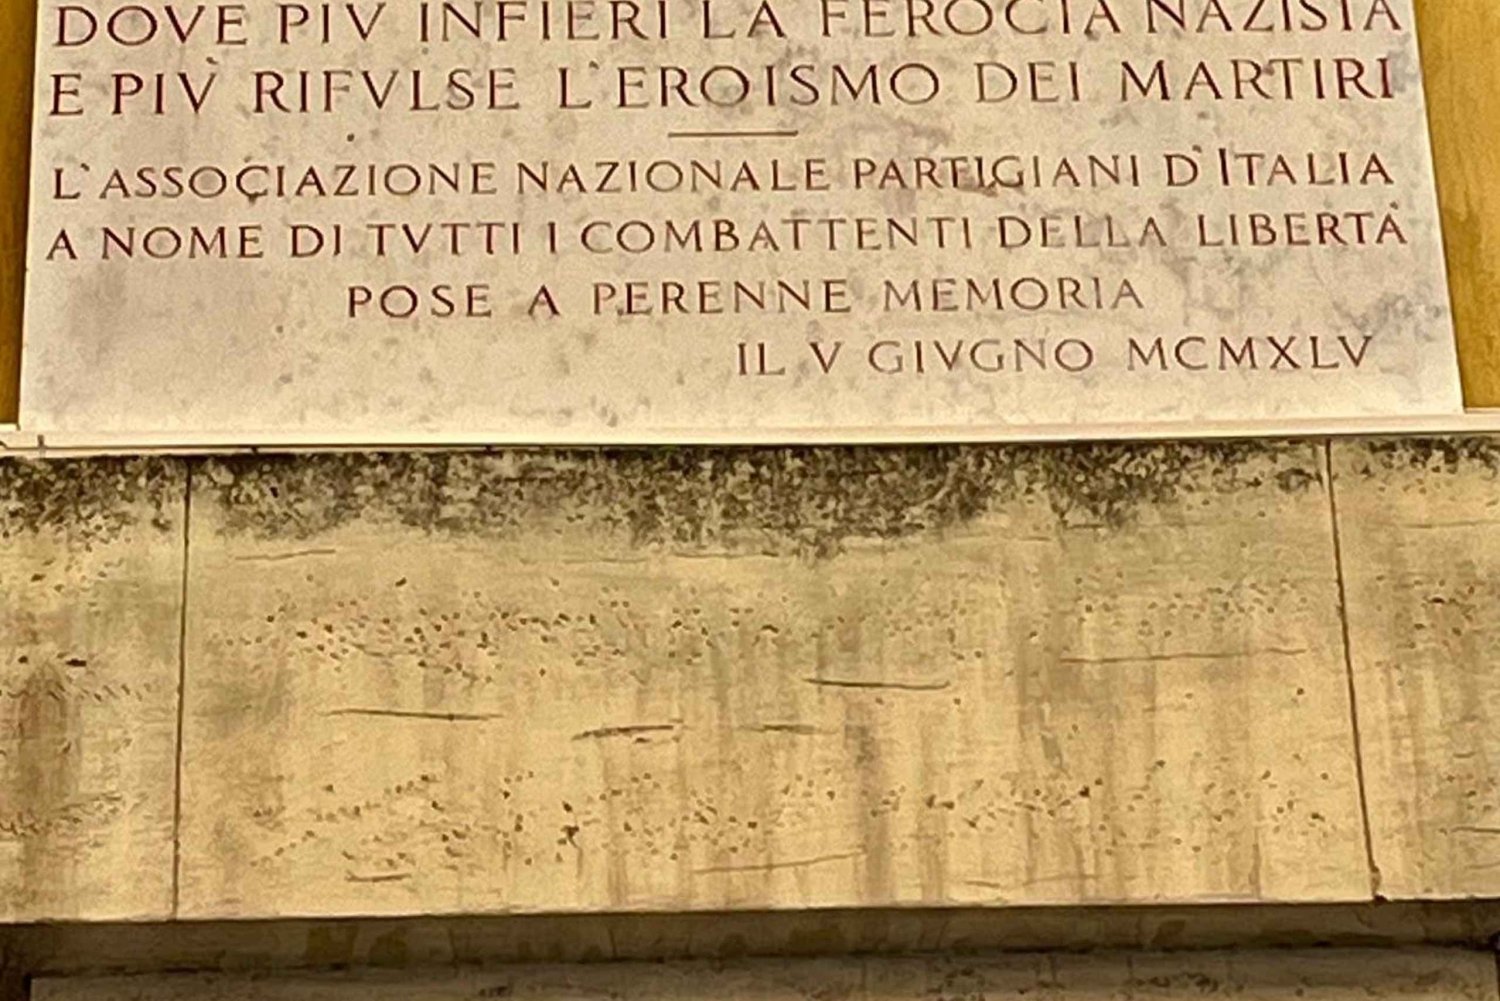 DOVE PIV INFIERÌ LA FEROCIA NAZISTA
E PIV̀ RIFVLSE L'EROISMO DEI MARTIRI
L'ASSOCIAZIONE NAZIONALE PARTIGIANI D'ITALIA
A NOME DI TVTTI I COMBATTENTI DELLA LIBERTÀ
POSE A PERENNE MEMORIA
IL V GIVGNO MCMXLV